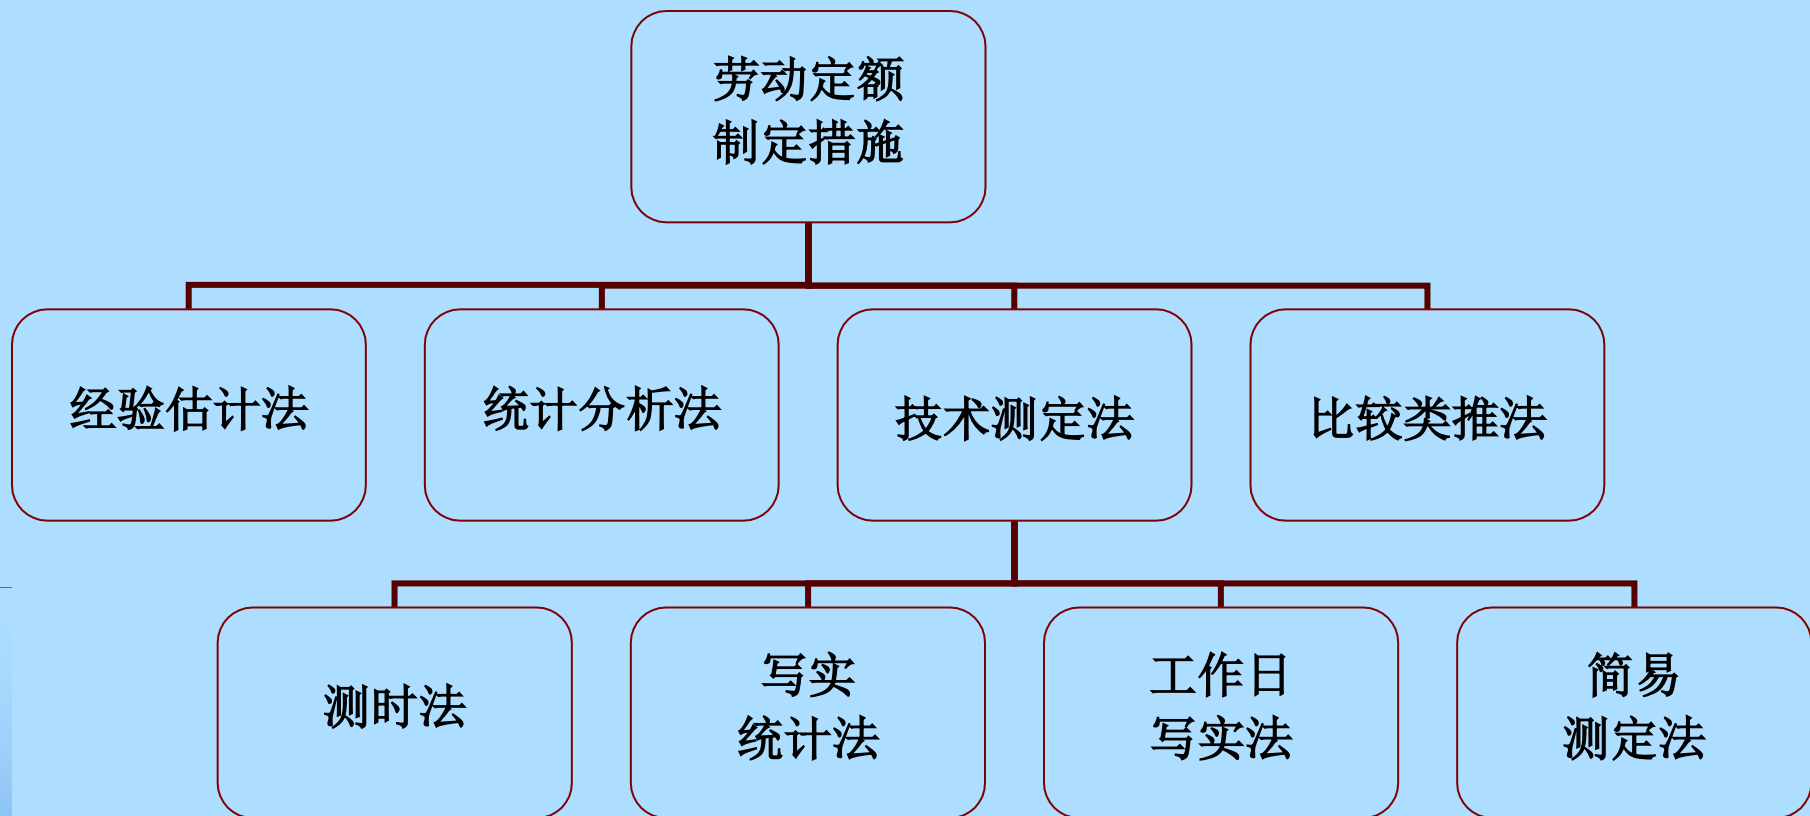 劳动定额
制定措施
经验估计法
统计分析法
技术测定法
比较类推法
测时法
写实
统计法
工作日
写实法
简易
测定法